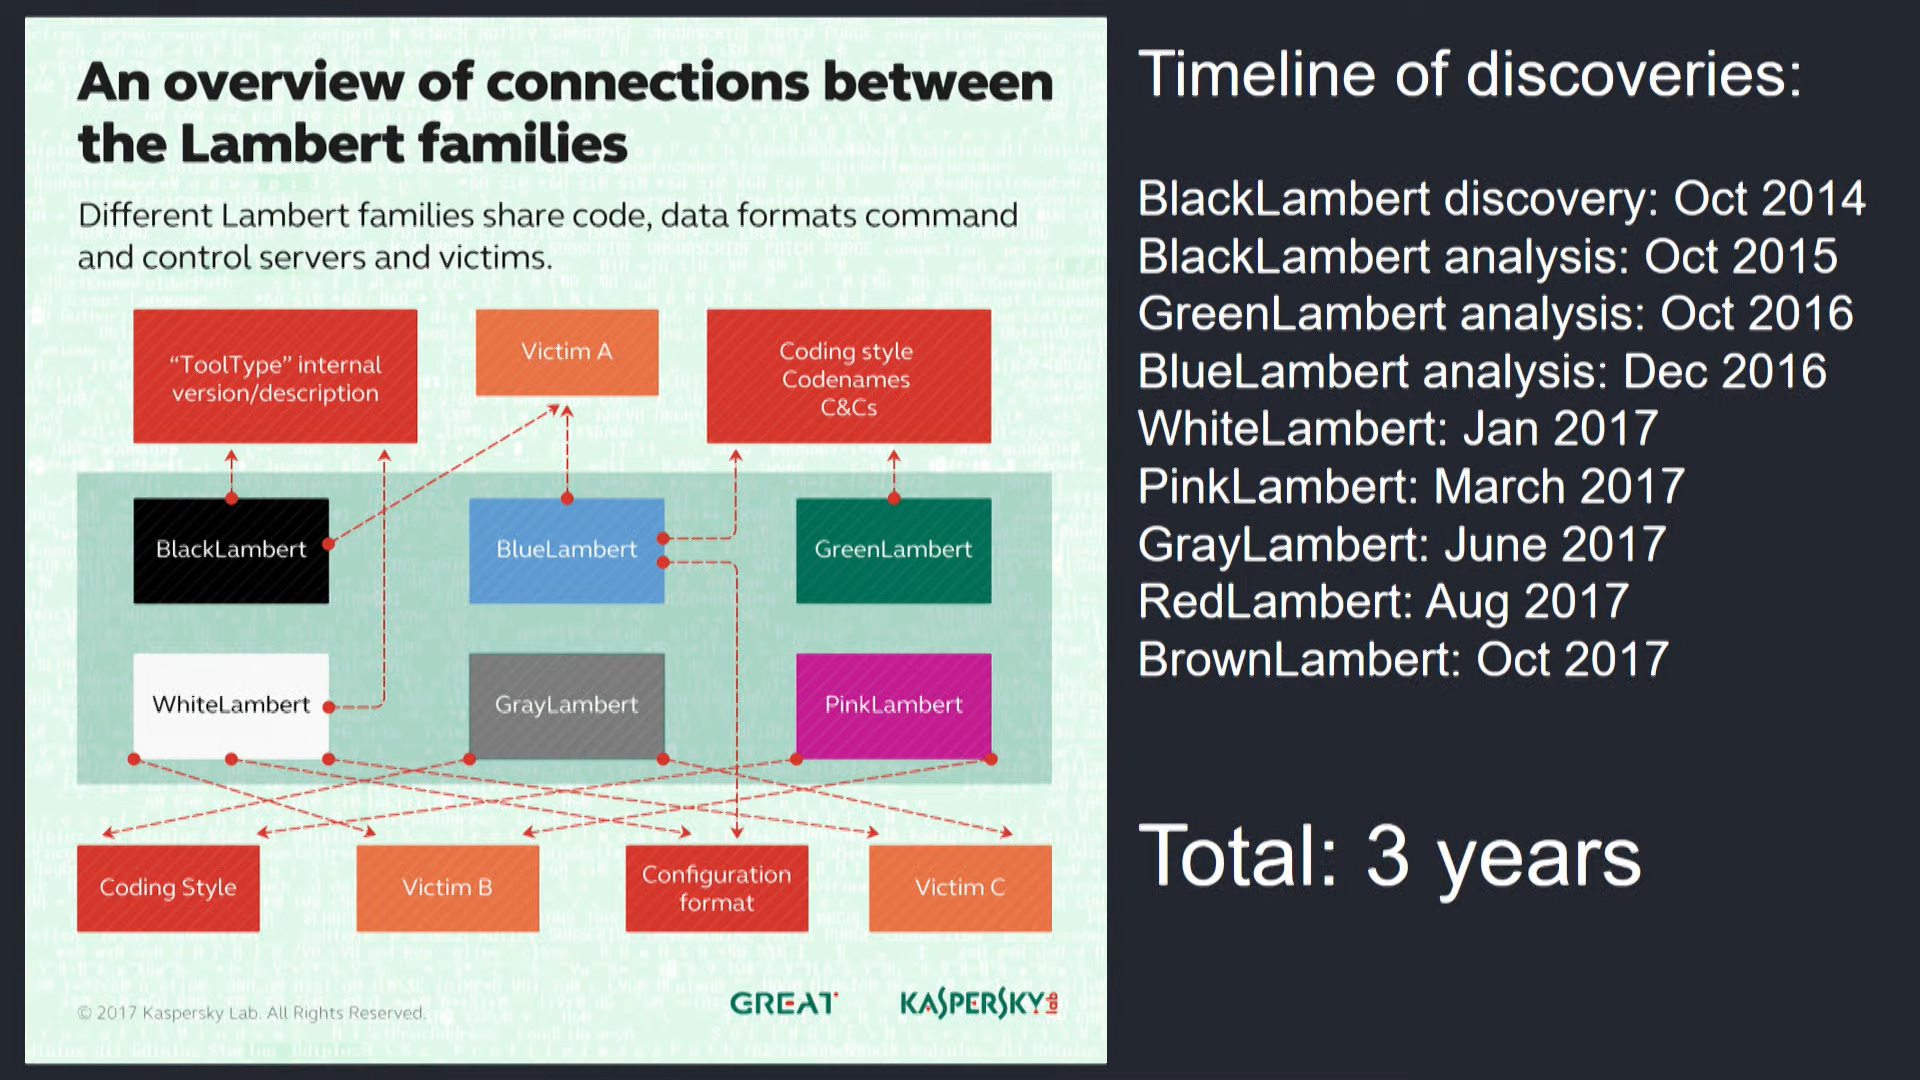 An overview of connections between
the Lambert families
Different Lambert families share code, data formats command
and control servers and victims.
“ToolType” internal
version/description
Victim A
Coding style
Codenames
C&Cs
BlackLambert
BlueLambert
GreenLambert
WhiteLambert
GrayLambert
PinkLambert
Coding Style
Victim B
Configuration
format
Victim C
© 2017 Kaspersky Lab. All Rights Reserved.
GREAT
KASPERSKY lab
Timeline of discoveries:
BlackLambert discovery: Oct 2014
BlackLambert analysis: Oct 2015
GreenLambert analysis: Oct 2016
BlueLambert analysis: Dec 2016
WhiteLambert: Jan 2017
PinkLambert: March 2017
GrayLambert: June 2017
RedLambert: Aug 2017
BrownLambert: Oct 2017
Total: 3 years